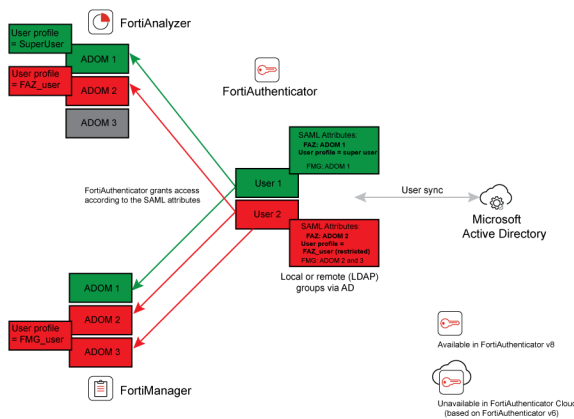 FortiAnalyzer
User profile
= SuperUser
ADOM 1
User profile
= FAZ_user
ADOM 2
ADOM 3
FortiAuthenticator
SAML Attributes:
FAZ: ADOM 1
User profile = super user
FMG: ADOM 1
User 1
User 2
SAML Attributes:
FAZ: ADOM 2
User profile =
FAZ_user (restriated)
FMG: ADOM 2 and 3
FortiAuthenticator grants access
according to the SAML attributes
User sync
Microsoft
Active Directory
Local or remote (LDAP)
groups via AD
ADOM 1
ADOM 2
User profile
= FMG_user
ADOM 3
FortiManager
Available in FortiAuthenticator v8
Unavailable in FortiAuthenticator Cloud
(based on FortiAuthenticator v6)